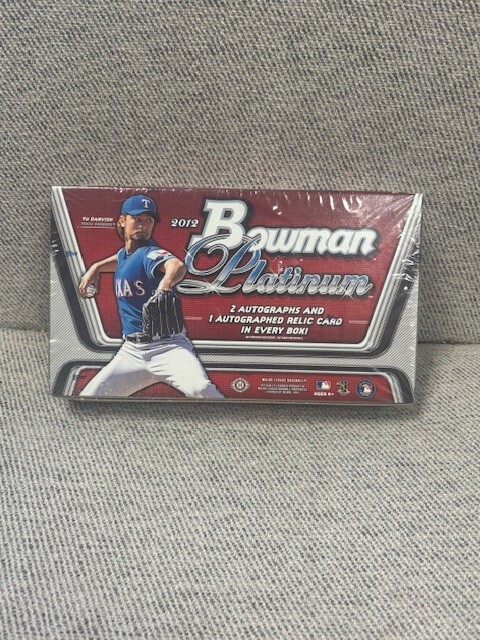 YU DARVISH
2012
Bowman
Platinum
2 AUTOGRAPHS AND
1 AUTOGRAPHED RELIC CARD
IN EVERY BOX!
T
XAS
MAJOR LEAGUE BASEBALL
AGES 6+